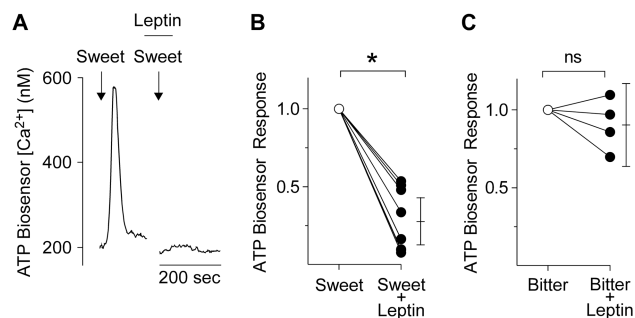 A
Leptin
Sweet Sweet
600
400
200
ATP Biosensor [Ca2+] (nM)
200 sec
B
*
ATP Biosensor Response
1.0
0.5
Sweet
Sweet
+
Leptin
C
ns
ATP Biosensor Response
1.0
0.5
Bitter
Bitter
+
Leptin